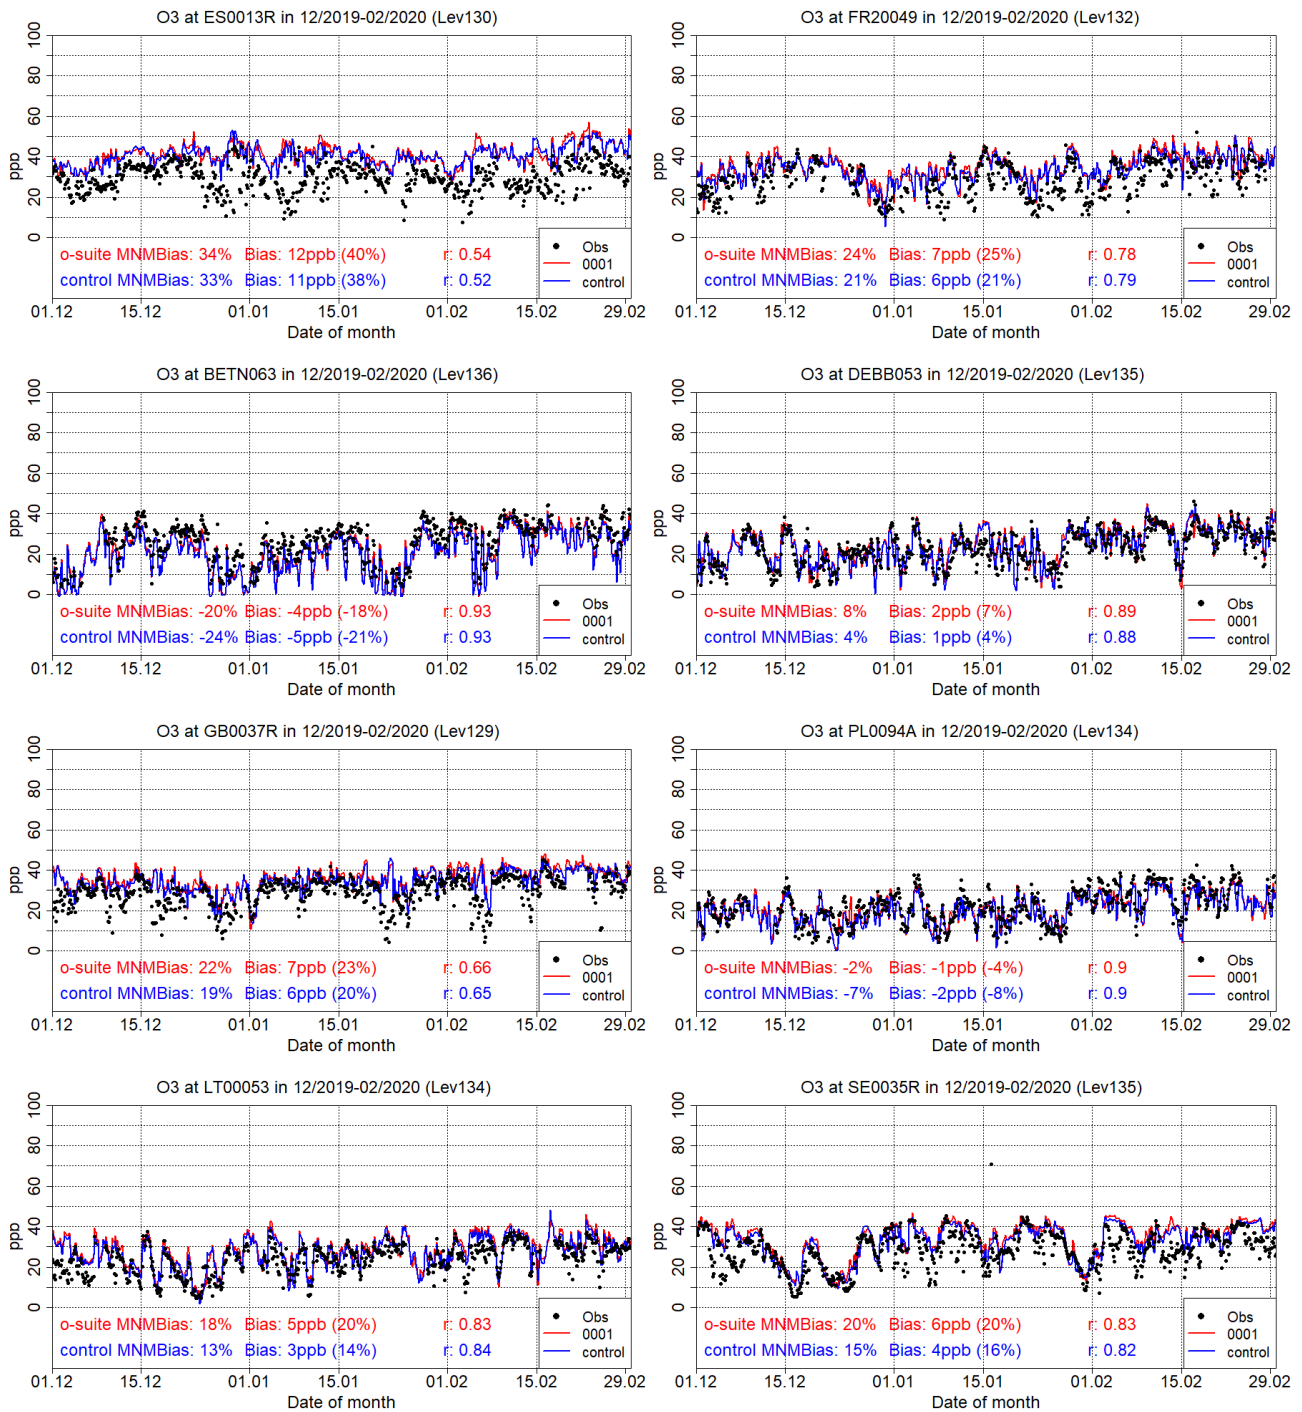 O3 at ES0013R in 12/2019-02/2020 (Lev130)
100
80
60
40
20
0
ppb
o-suite MNMBias: 34% Bias: 12ppb (40%) r: 0.54
control MNMBias: 33% Bias: 11ppb (38%) r: 0.52
Obs
0001
control
01.12 15.12 01.01 15.01 01.02 15.02 29.02
Date of month
O3 at FR20049 in 12/2019-02/2020 (Lev132)
100
80
60
40
20
0
ppb
o-suite MNMBias: 24% Bias: 7ppb (25%) r: 0.78
control MNMBias: 21% Bias: 6ppb (21%) r: 0.79
Obs
0001
control
01.12 15.12 01.01 15.01 01.02 15.02 29.02
Date of month
O3 at BETN063 in 12/2019-02/2020 (Lev136)
100
80
60
40
20
0
ppb
o-suite MNMBias: -20% Bias: -4ppb (-18%) r: 0.93
control MNMBias: -24% Bias: -5ppb (-21%) r: 0.93
Obs
0001
control
01.12 15.12 01.01 15.01 01.02 15.02 29.02
Date of month
O3 at DEBB053 in 12/2019-02/2020 (Lev135)
100
80
60
40
20
0
ppb
o-suite MNMBias: 8% Bias: 2ppb (7%) r: 0.89
control MNMBias: 4% Bias: 1ppb (4%) r: 0.88
Obs
0001
control
01.12 15.12 01.01 15.01 01.02 15.02 29.02
Date of month
O3 at GB0037R in 12/2019-02/2020 (Lev129)
100
80
60
40
20
0
ppb
o-suite MNMBias: 22% Bias: 7ppb (23%) r: 0.66
control MNMBias: 19% Bias: 6ppb (20%) r: 0.65
Obs
0001
control
01.12 15.12 01.01 15.01 01.02 15.02 29.02
Date of month
O3 at PL0094A in 12/2019-02/2020 (Lev134)
100
80
60
40
20
0
ppb
o-suite MNMBias: -2% Bias: -1ppb (-4%) r: 0.9
control MNMBias: -7% Bias: -2ppb (-8%) r: 0.9
Obs
0001
control
01.12 15.12 01.01 15.01 01.02 15.02 29.02
Date of month
O3 at LT00053 in 12/2019-02/2020 (Lev134)
100
80
60
40
20
0
ppb
o-suite MNMBias: 18% Bias: 5ppb (20%) r: 0.83
control MNMBias: 13% Bias: 3ppb (14%) r: 0.84
Obs
0001
control
01.12 15.12 01.01 15.01 01.02 15.02 29.02
Date of month
O3 at SE0035R in 12/2019-02/2020 (Lev135)
100
80
60
40
20
0
ppb
o-suite MNMBias: 20% Bias: 6ppb (20%) r: 0.83
control MNMBias: 15% Bias: 4ppb (16%) r: 0.82
Obs
0001
control
01.12 15.12 01.01 15.01 01.02 15.02 29.02
Date of month